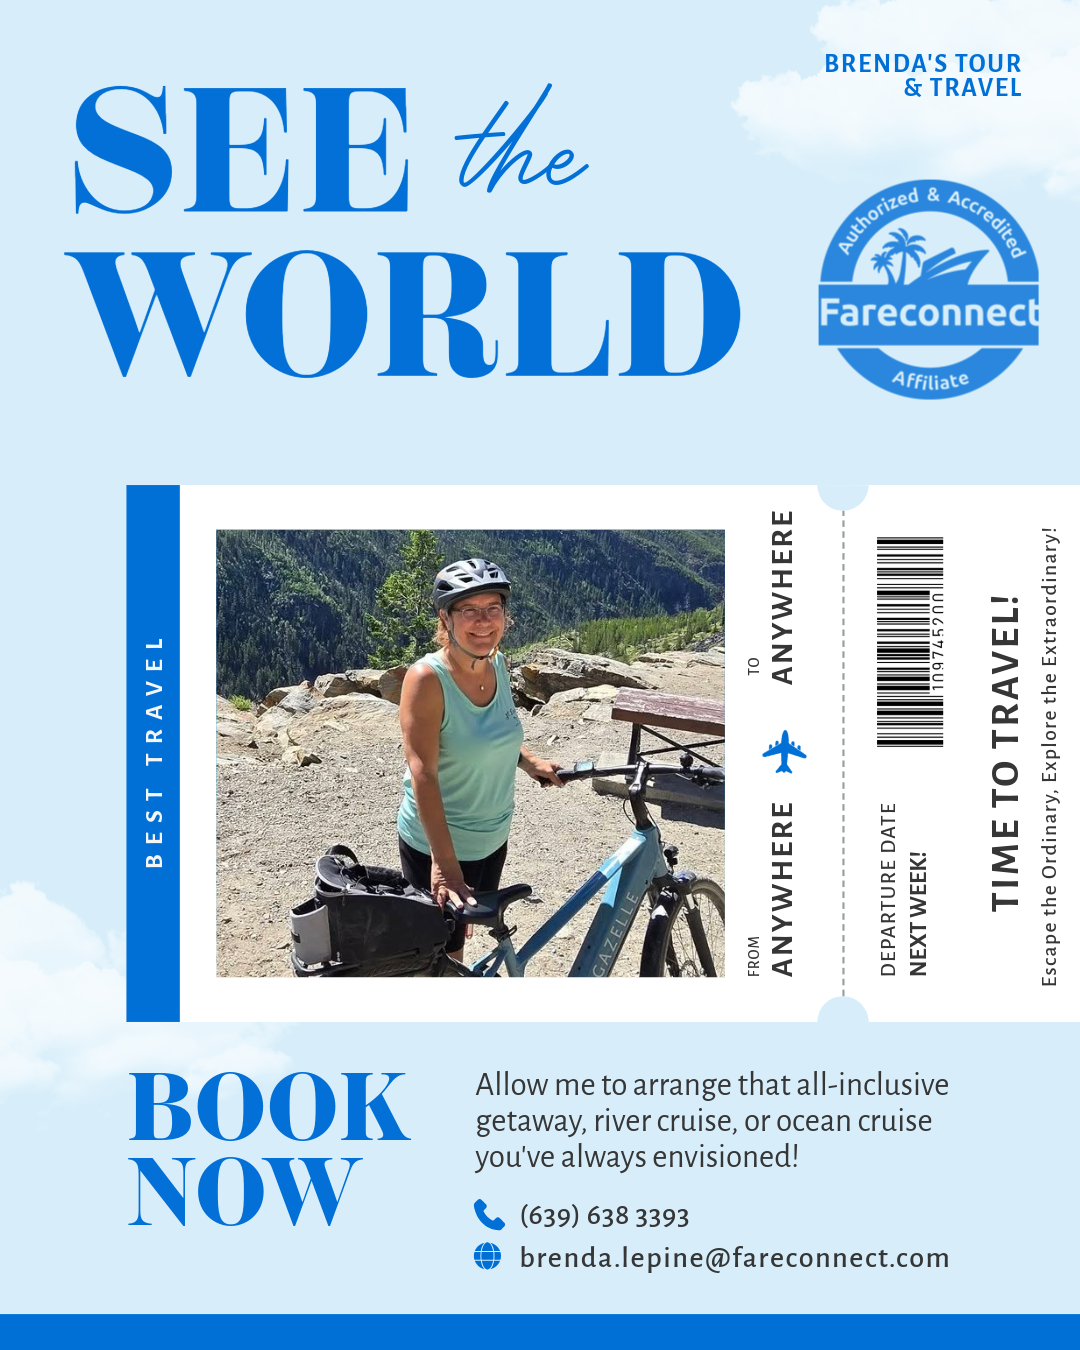 BRENDA'S TOUR
& TRAVEL
SEE the
WORLD
Authorized & Accredited
Fareconnect
Affiliate
BEST TRAVEL
GAZELLE
FROM
ANYWHERE
TO
ANYWHERE
DEPARTURE DATE
NEXT WEEK!
TIME TO TRAVEL!
Escape the Ordinary, Explore the Extraordinary!
BOOK
NOW
Allow me to arrange that all-inclusive
getaway, river cruise, or ocean cruise
you've always envisioned!
(639) 638 3393
brenda.lepine@fareconnect.com